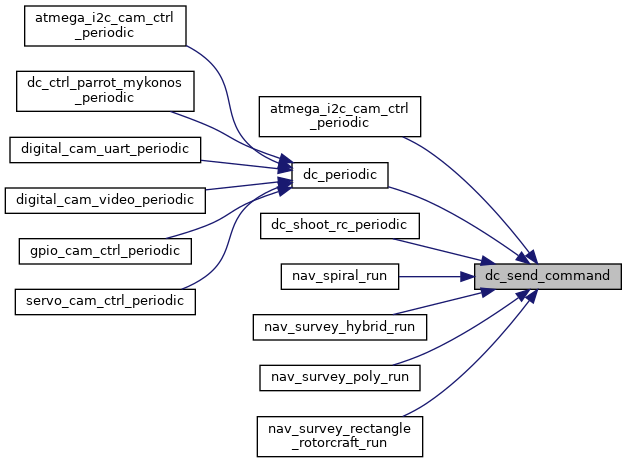 atmega_i2c_cam_ctrl
_periodic
dc_ctrl_parrot_mykonos
_periodic
digital_cam_uart_periodic
digital_cam_video_periodic
gpio_cam_ctrl_periodic
servo_cam_ctrl_periodic
dc_periodic
atmega_i2c_cam_ctrl
_periodic
dc_shoot_rc_periodic
nav_spiral_run
nav_survey_hybrid_run
nav_survey_poly_run
nav_survey_rectangle
_rotorcraft_run
dc_send_command